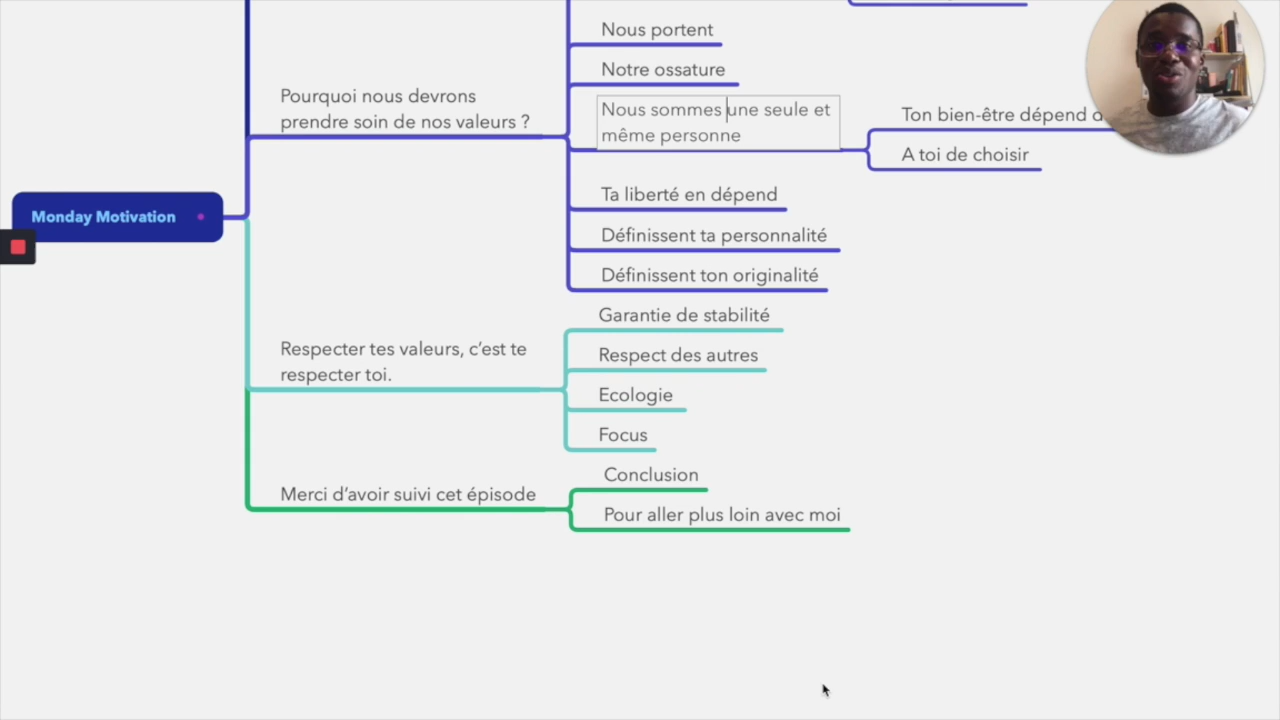 Nous portent
Notre ossature
Pourquoi nous devrons
prendre soin de nos valeurs ?
Nous sommes une seule et
même personne
Ton bien-être dépend
A toi de choisir
Monday Motivation
Ta liberté en dépend
Définissent ta personnalité
Définissent ton originalité
Respecter tes valeurs, c’est te
respecter toi.
Garantie de stabilité
Respect des autres
Ecologie
Focus
Merci d’avoir suivi cet épisode
Conclusion
Pour aller plus loin avec moi